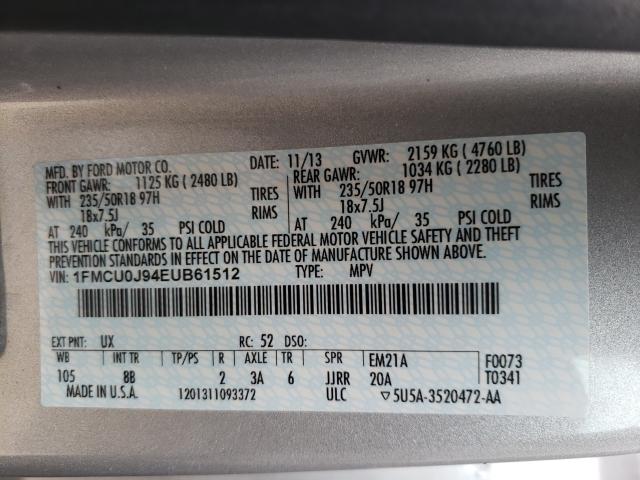 MFD. BY FORD MOTOR CO. DATE: 11/13 GVWR: 2159 KG ( 4760 LB)
FRONT GAWR: 1125 KG ( 2480 LB) REAR GAWR: 1034 KG ( 2280 LB)
WITH 235/50R18 97H TIRES WITH 235/50R18 97H TIRES
18x7.5J RIMS 18x7.5J RIMS
AT 240 kPa/ 35 PSI COLD AT 240 kPa/ 35 PSI COLD
THIS VEHICLE CONFORMS TO ALL APPLICABLE FEDERAL MOTOR VEHICLE SAFETY AND THEFT
PREVENTION STANDARDS IN EFFECT ON THE DATE OF MANUFACTURE SHOWN ABOVE.
VIN: 1FMCU0J94EUB61512 TYPE: MPV
EXT PNT: UX RC: 52 DSO:
WB INT TR TP/PS R AXLE TR SPR EM21A F0073
105 8B 2 3A 6 JJRR 20A T0341
MADE IN U.S.A. 1201311093372 ULC ▽5U5A-3520472-AA